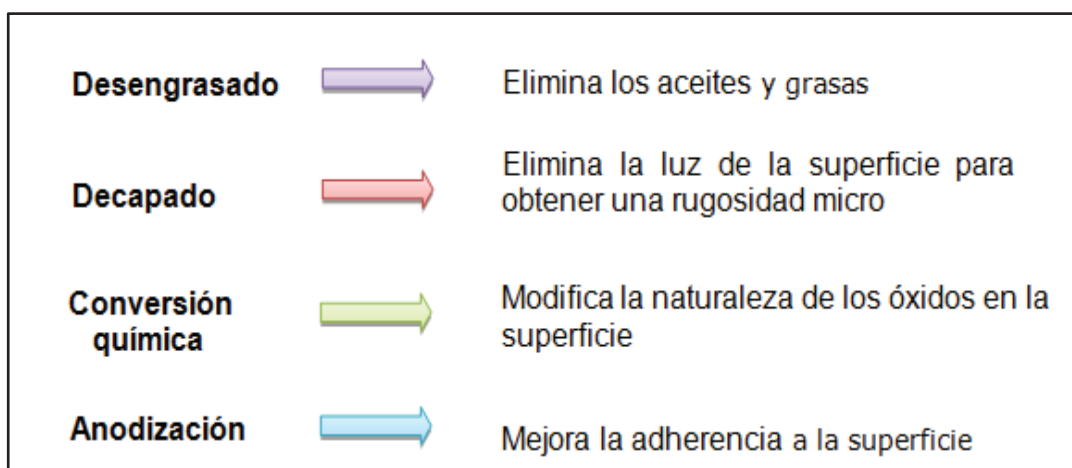 Desengrasado
Elimina los aceites y grasas
Decapado
Elimina la luz de la superficie para
obtener una rugosidad micro
Conversión
química
Modifica la naturaleza de los óxidos en la
superficie
Anodización
Mejora la adherencia a la superficie